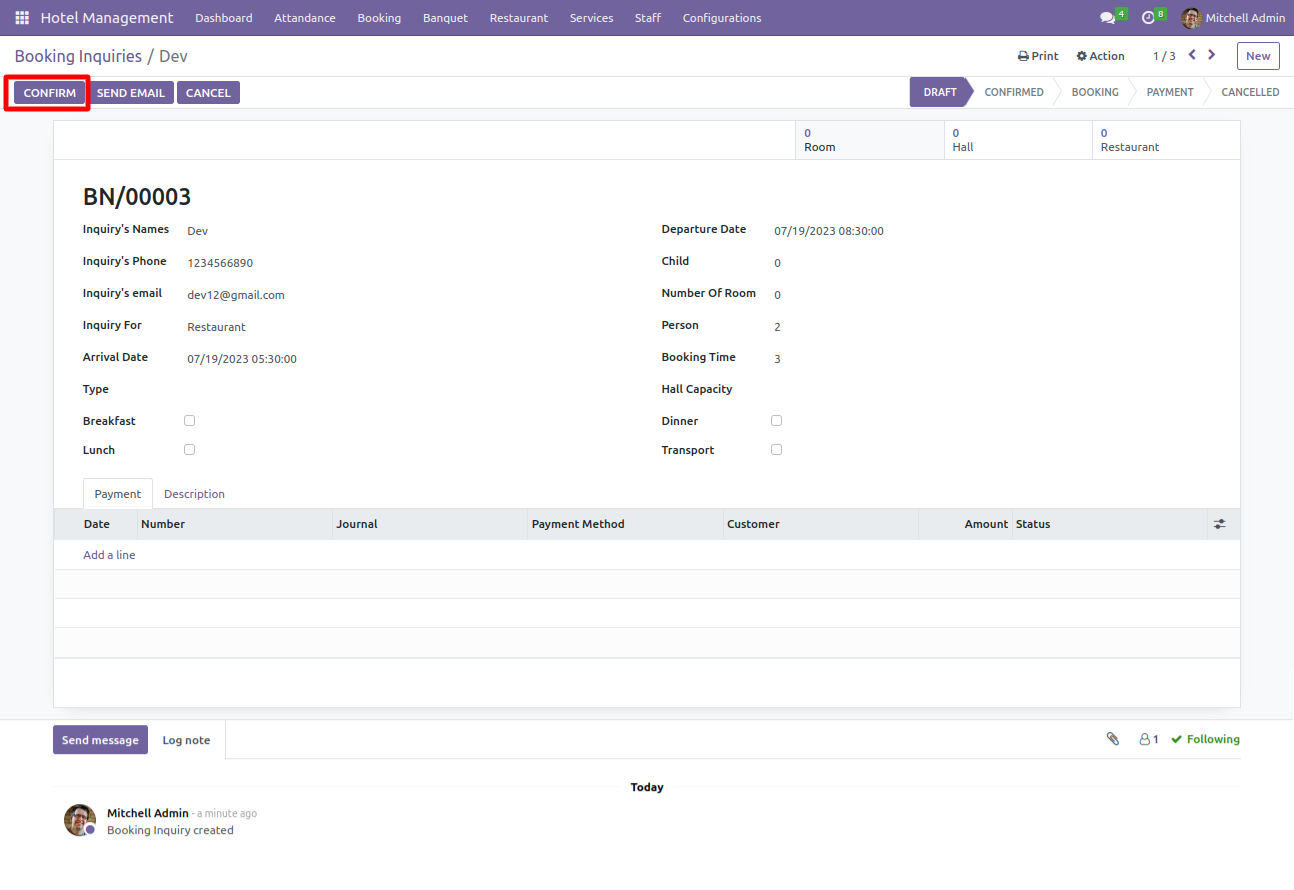 Hotel Management Dashboard Attendance Booking Banquet Restaurant Services Staff Configurations 4 8 Mitchell Admin
Booking Inquiries / Dev Print Action 1 / 3 New
CONFIRM SEND EMAIL CANCEL DRAFT CONFIRMED BOOKING PAYMENT CANCELLED
0 0 0
Room Hall Restaurant
BN/00003
Inquiry's Names Dev Departure Date 07/19/2023 08:30:00
Inquiry's Phone 1234566890 Child 0
Inquiry's email dev12@gmail.com Number Of Room 0
Inquiry For Restaurant Person 2
Arrival Date 07/19/2023 05:30:00 Booking Time 3
Type Hall Capacity
Breakfast Dinner
Lunch Transport
Payment Description
Date Number Journal Payment Method Customer Amount Status
Add a line
Send message Log note 1 Following
Today
Mitchell Admin - a minute ago
Booking Inquiry created